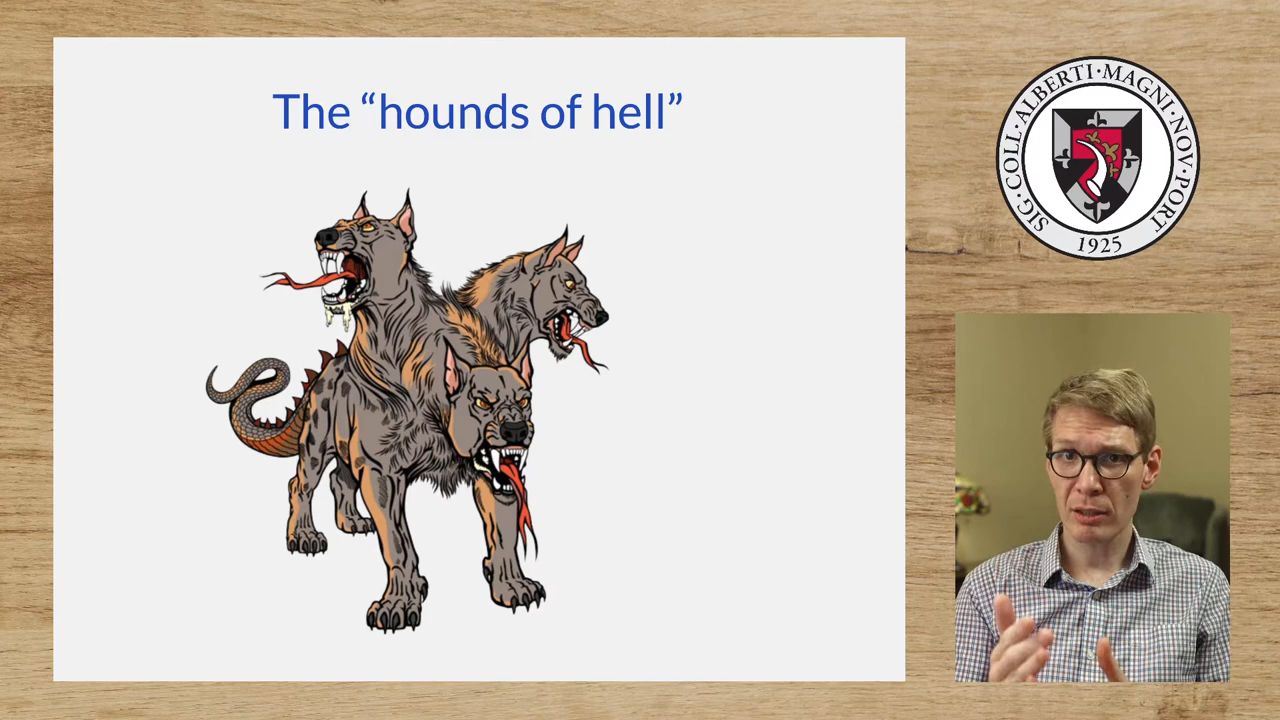 The “hounds of hell”
SIG·COLL·ALBERTI·MAGNI·NOV·PORT
1925